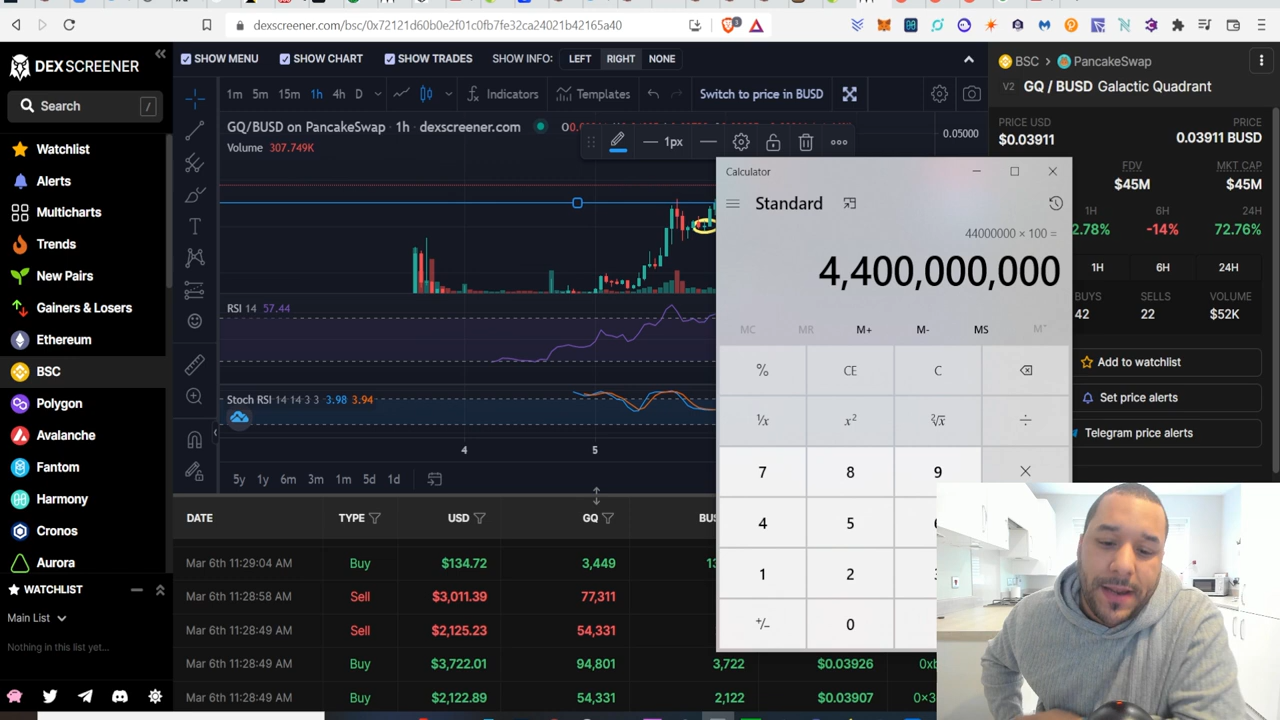 dexscreener.com/bsc/0x72121d60b0e2f01c0fb7fe32ca24021b42165a40
3
DEX SCREENER
Search /
Watchlist
Alerts
Multicharts
Trends
New Pairs
Gainers & Losers
Ethereum
BSC
Polygon
Avalanche
Fantom
Harmony
Cronos
Aurora
WATCHLIST
Main List
Nothing in this list yet...
SHOW MENU SHOW CHART SHOW TRADES SHOW INFO: LEFT RIGHT NONE
1m 5m 15m 1h 4h D Indicators Templates Switch to price in BUSD
GQ/BUSD on PancakeSwap • 1h • dexscreener.com
Volume 307.749K
1px
0.05000
RSI 14 57.44
Stoch RSI 14 14 3 3 3.98 3.94
4 5
5y 1y 6m 3m 1m 5d 1d
DATE TYPE USD GQ
Mar 6th 11:29:04 AM Buy $134.72 3,449
Mar 6th 11:28:58 AM Sell $3,011.39 77,311
Mar 6th 11:28:49 AM Sell $2,125.23 54,331
Mar 6th 11:28:49 AM Buy $3,722.01 94,801 3,722 $0.03926
Mar 6th 11:28:49 AM Buy $2,122.89 54,331 2,122 $0.03907
Calculator
Standard
44000000 × 100 =
4,400,000,000
MC MR M+ M- MS
% CE C
¹/x x² ²√x ÷
7 8 9 ×
4 5
1 2
+/- 0
BSC > PancakeSwap
V2 GQ / BUSD Galactic Quadrant
PRICE USD PRICE
$0.03911 0.03911 BUSD
FDV MKT CAP
$45M $45M
1H 6H 24H
2.78% -14% 72.76%
1H 6H 24H
BUYS SELLS VOLUME
42 22 $52K
Add to watchlist
Set price alerts
Telegram price alerts